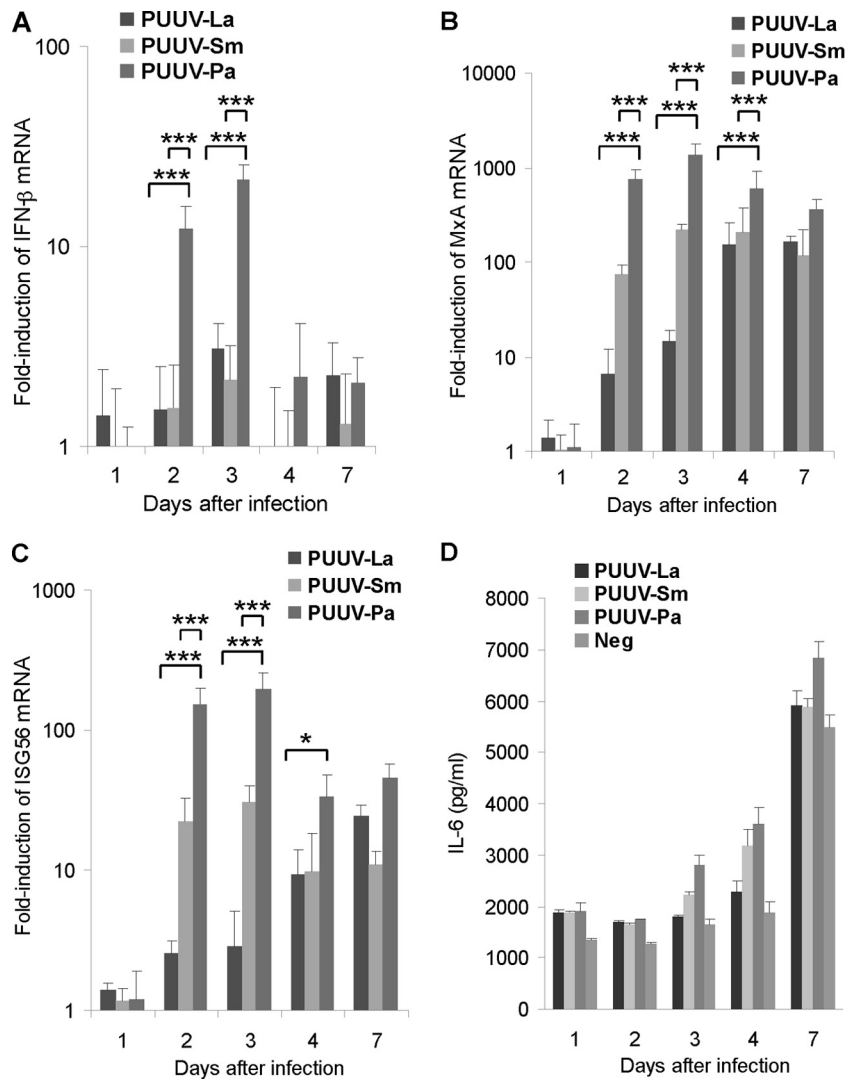 A
PUUV-La
PUUV-Sm
PUUV-Pa
Fold-induction of IFN-β mRNA
100
10
1
***
***
***
***
1 2 3 4 7
Days after infection
B
PUUV-La
PUUV-Sm
PUUV-Pa
Fold-induction of MxA mRNA
10000
1000
100
10
1
***
***
***
***
***
***
1 2 3 4 7
Days after infection
C
PUUV-La
PUUV-Sm
PUUV-Pa
Fold-induction of ISG56 mRNA
1000
100
10
1
***
***
***
***
*
1 2 3 4 7
Days after infection
D
PUUV-La
PUUV-Sm
PUUV-Pa
Neg
IL-6 (pg/ml)
8000
7000
6000
5000
4000
3000
2000
1000
0
1 2 3 4 7
Days after infection